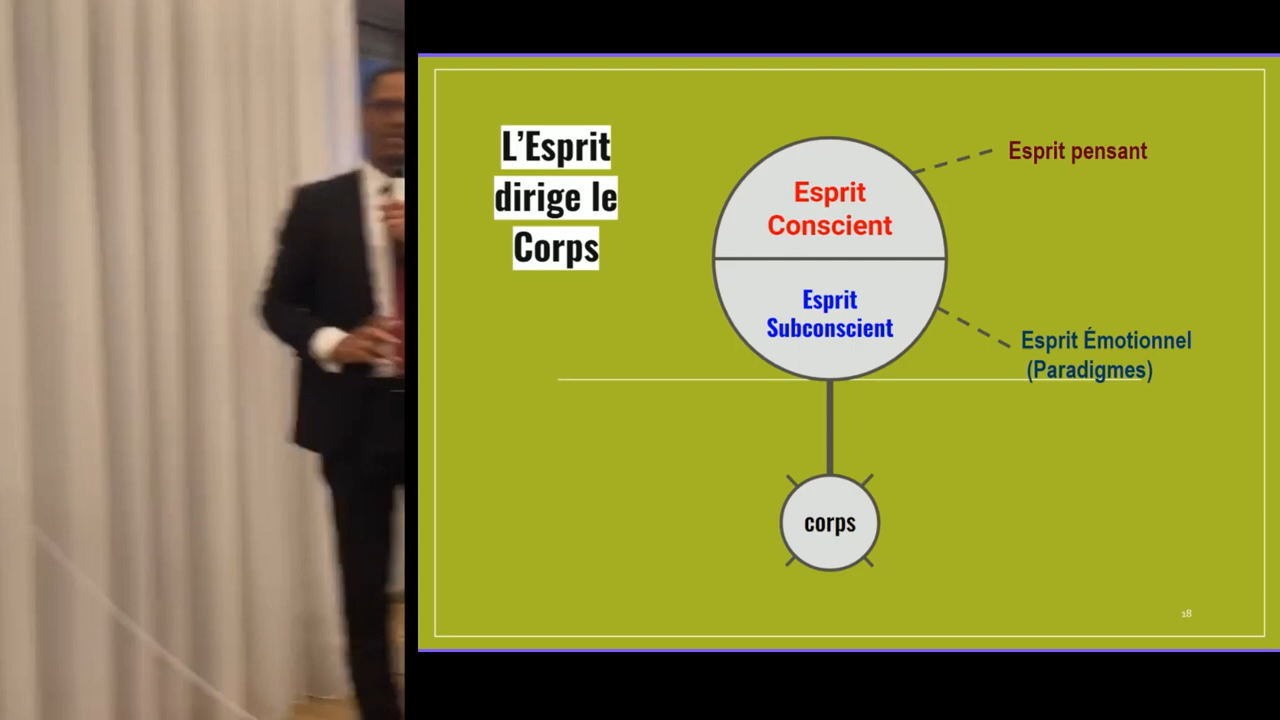 L'Esprit
dirige le
Corps
Esprit pensant
Esprit
Conscient
Esprit
Subconscient
Esprit Émotionnel
(Paradigmes)
corps
18